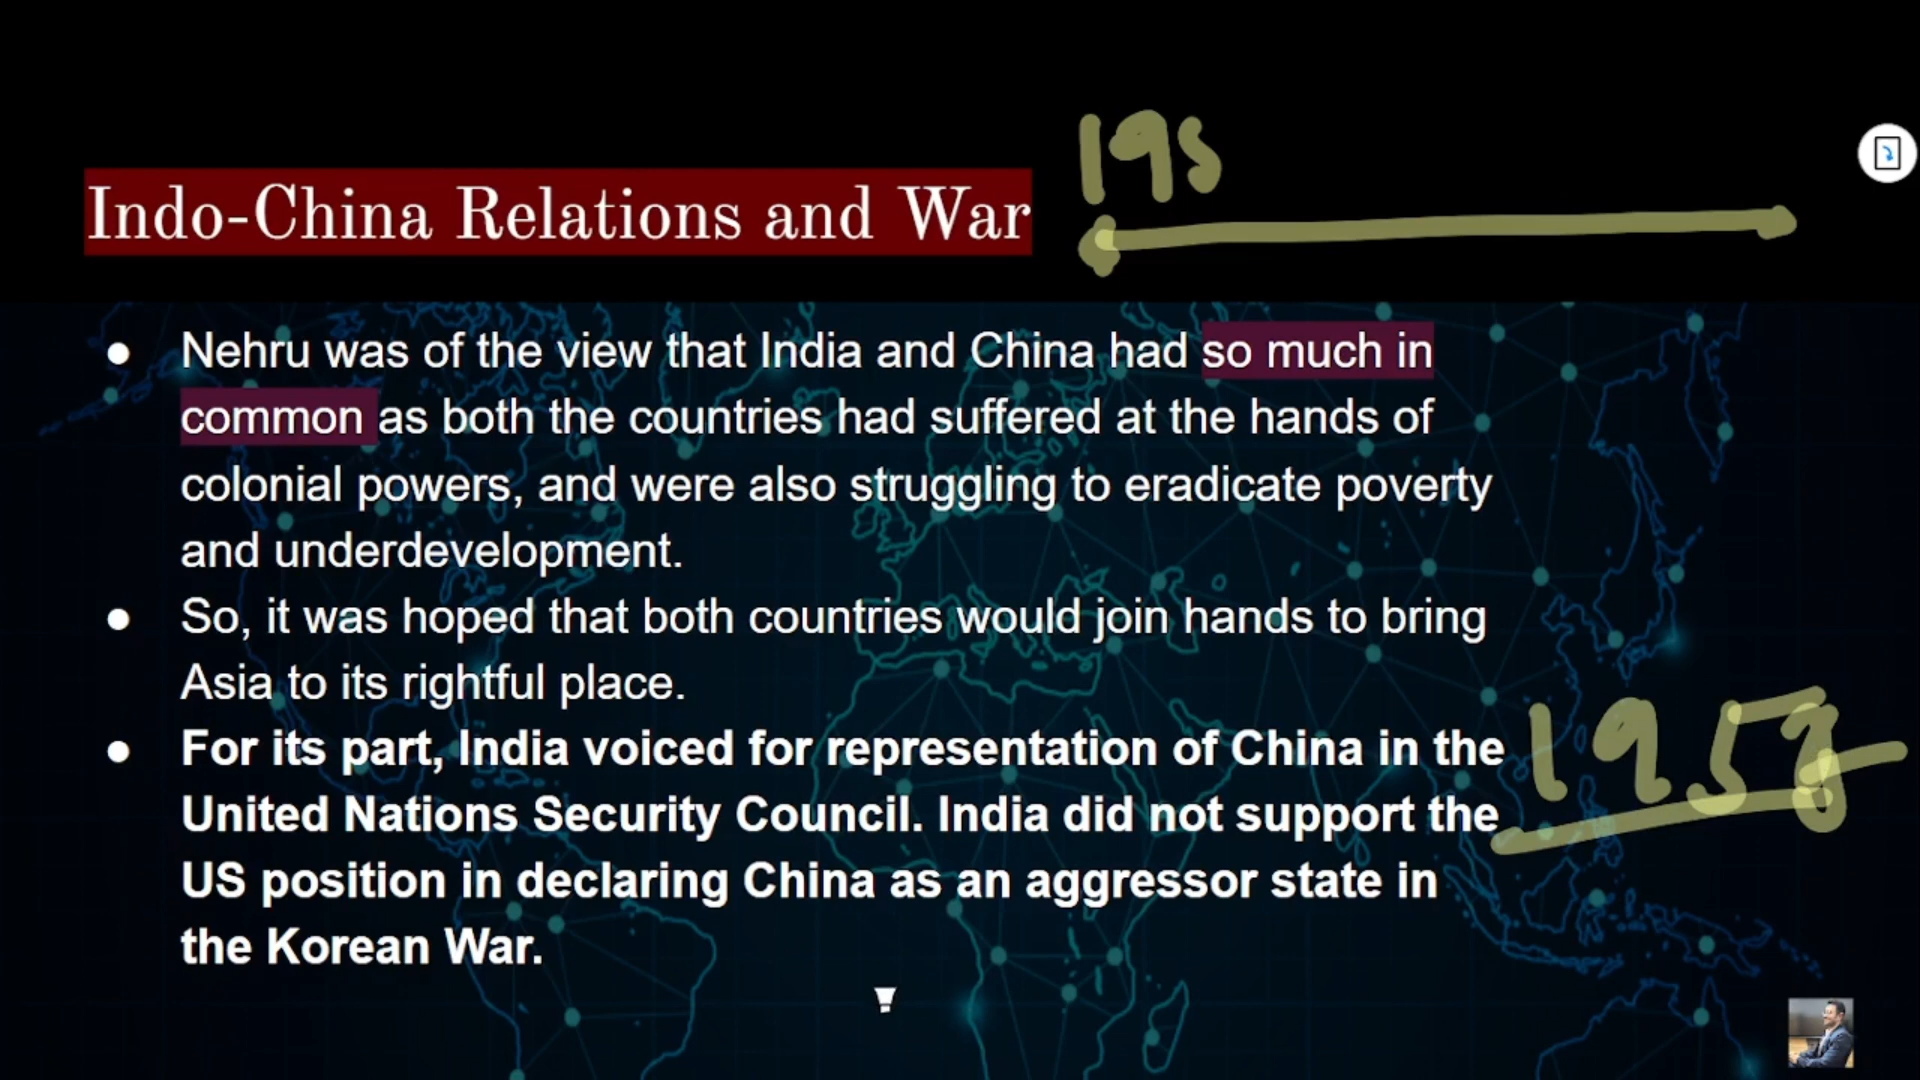 195
Indo-China Relations and War
● Nehru was of the view that India and China had so much in
common as both the countries had suffered at the hands of
colonial powers, and were also struggling to eradicate poverty
and underdevelopment.
● So, it was hoped that both countries would join hands to bring
Asia to its rightful place.
● For its part, India voiced for representation of China in the
United Nations Security Council. India did not support the
US position in declaring China as an aggressor state in
the Korean War.